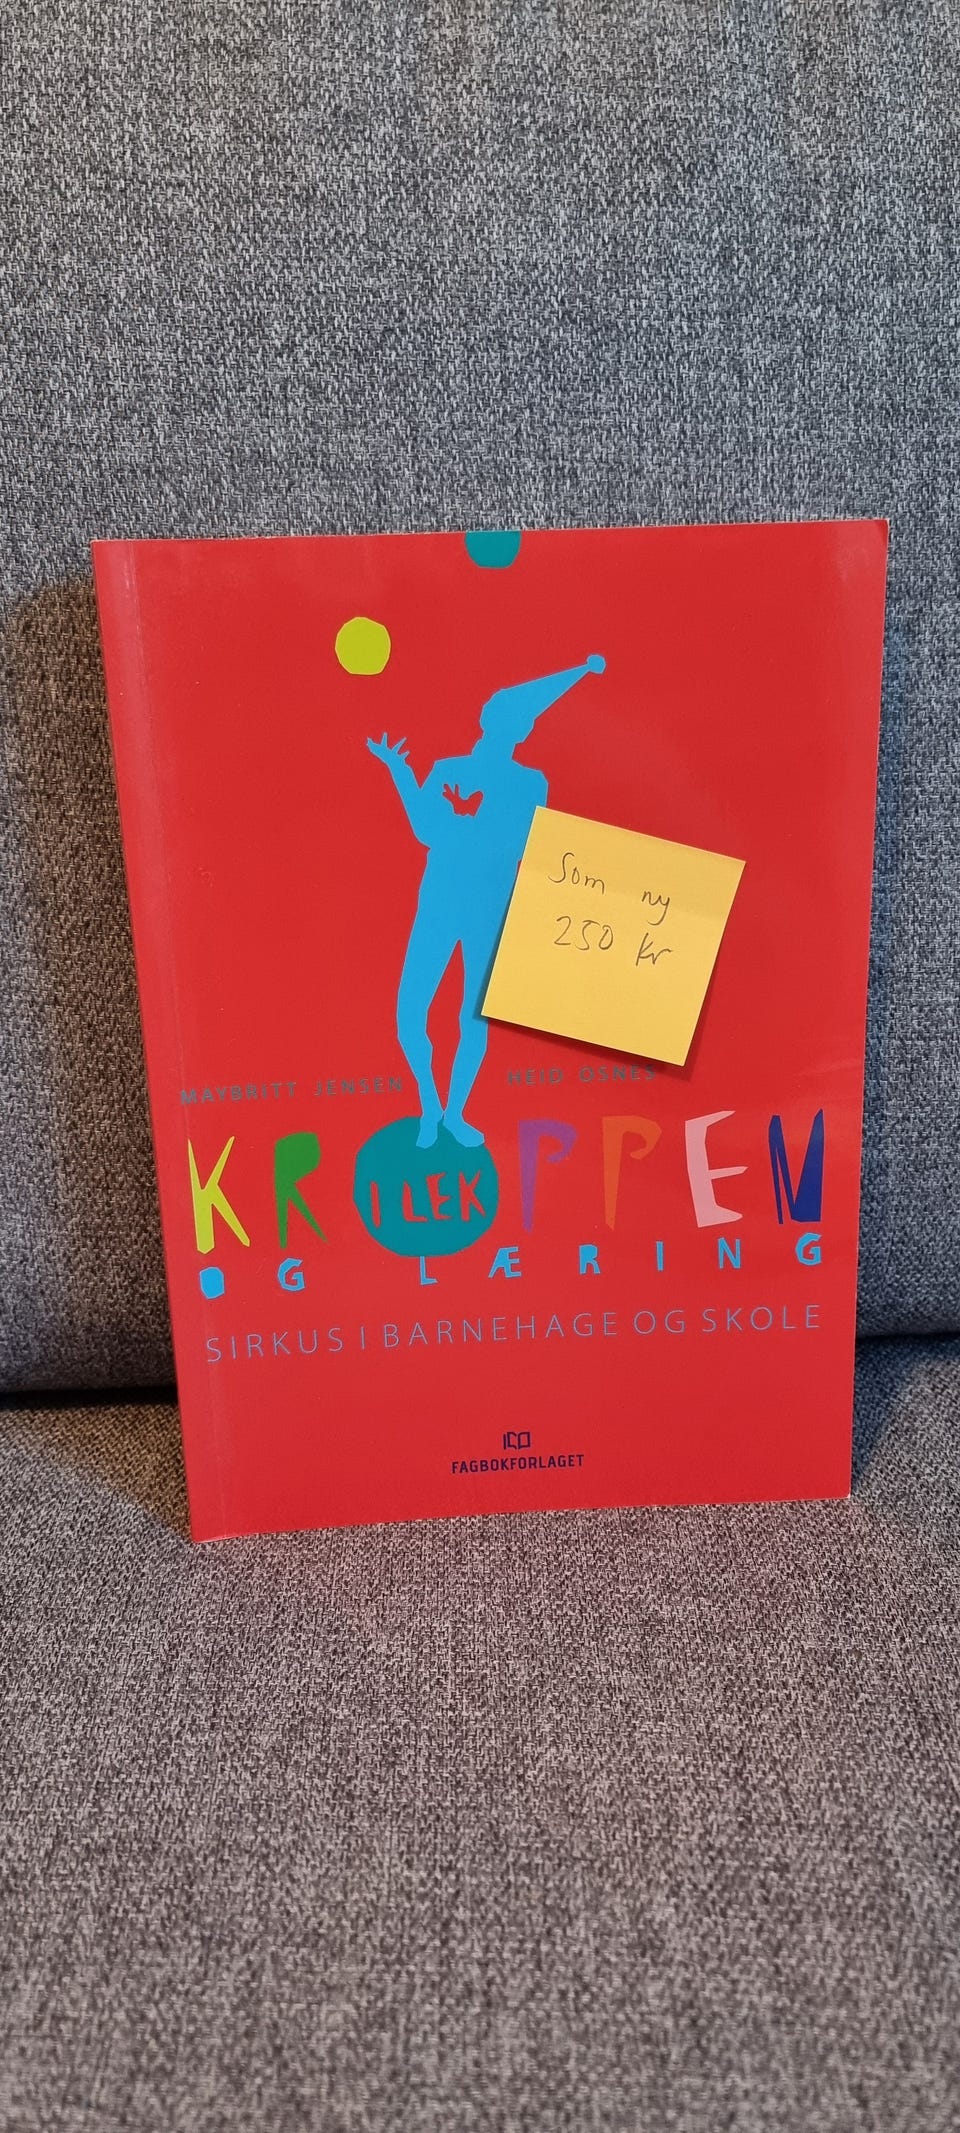 Som ny
250 kr
MAYBRITT JENSEN HEID OSNES
KROPPEN
I LEK
OG LÆRING
SIRKUS I BARNEHAGE OG SKOLE
FAGBOKFORLAGET